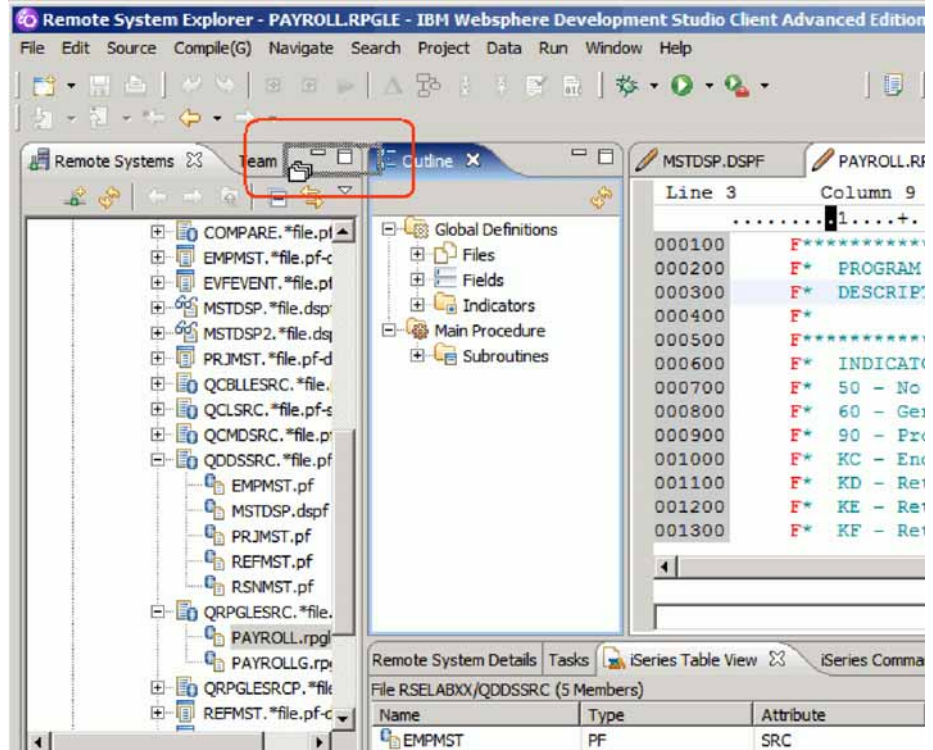 Remote System Explorer - PAYROLL.RPGLE - IBM Websphere Development Studio Client Advanced Edition
File Edit Source Compile(G) Navigate Search Project Data Run Window Help
Remote Systems Team
COMPARE.*file.pf
EMPMST.*file.pf-d
EVFEVENT.*file.pf
MSTDSP.*file.dspf
MSTDSP2.*file.dsp
PRJMST.*file.pf-d
QCBLLESRC.*file.
QCLSRC.*file.pf-s
QCMDSRC.*file.pf
QDDSSRC.*file.pf
EMPMST.pf
MSTDSP.dspf
PRJMST.pf
REFMST.pf
RSNMST.pf
QRPGLESRC.*file.
PAYROLL.rpgl
PAYROLLG.rpg
QRPGLESRCP.*file
REFMST.*file.pf-d
Outline
Global Definitions
Files
Fields
Indicators
Main Procedure
Subroutines
MSTDSP.DSPF PAYROLL.RP
Line 3 Column 9
.........1....+.
000100 F***********
000200 F* PROGRAM
000300 F* DESCRIPT
000400 F*
000500 F***********
000600 F* INDICATO
000700 F* 50 - No
000800 F* 60 - Gen
000900 F* 90 - Pro
001000 F* KC - End
001100 F* KD - Ret
001200 F* KE - Ret
001300 F* KF - Ret
Remote System Details Tasks iSeries Table View iSeries Comma
File RSELABXX/QDDSSRC (5 Members)
Name Type Attribute
EMPMST PF SRC